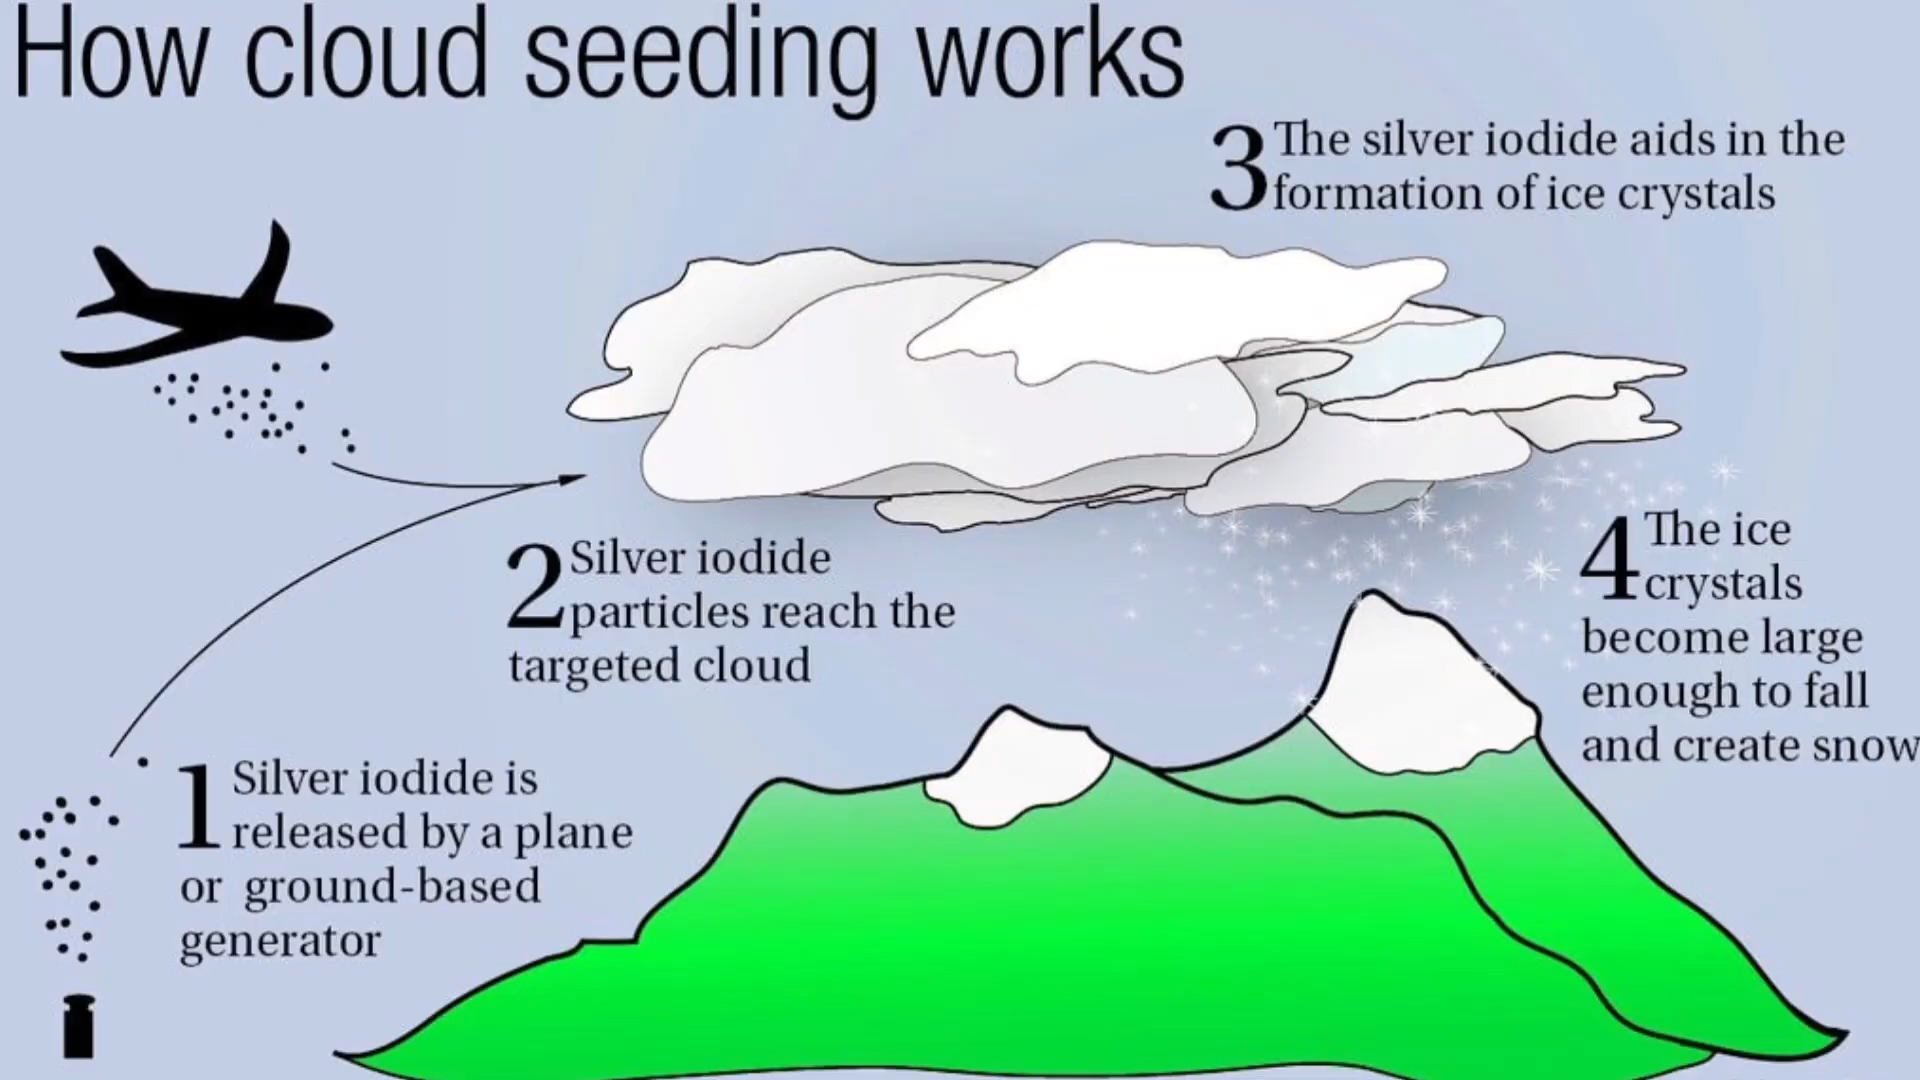 How cloud seeding works
1 Silver iodide is
released by a plane
or ground-based
generator
2 Silver iodide
particles reach the
targeted cloud
3 The silver iodide aids in the
formation of ice crystals
4 The ice
crystals
become large
enough to fall
and create snow